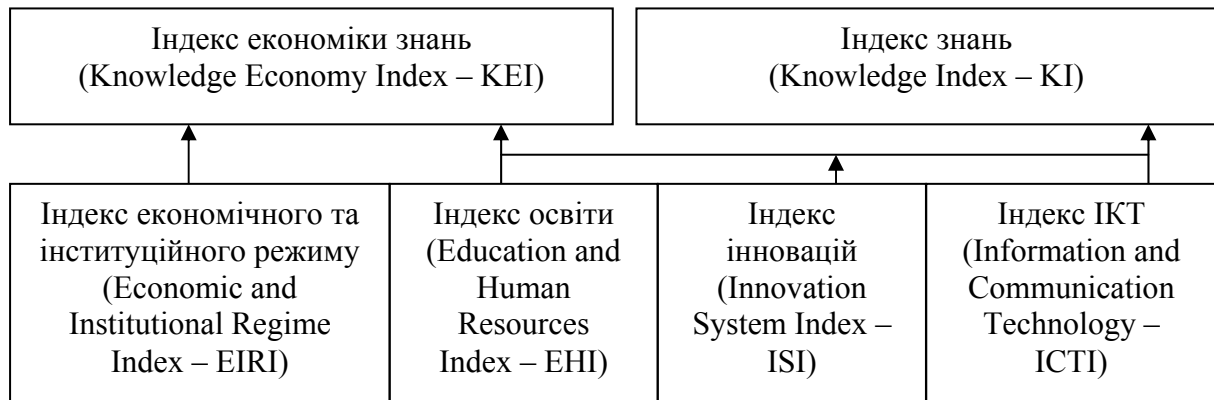 Індекс економіки знань
(Knowledge Economy Index – KEI)
Індекс знань
(Knowledge Index – KI)
Індекс економічного та
інституційного режиму
(Economic and
Institutional Regime
Index – EIRI)
Індекс освіти
(Education and
Human
Resources
Index – EHI)
Індекс
інновацій
(Innovation
System Index –
ISI)
Індекс ІКТ
(Information and
Communication
Technology –
ICTI)